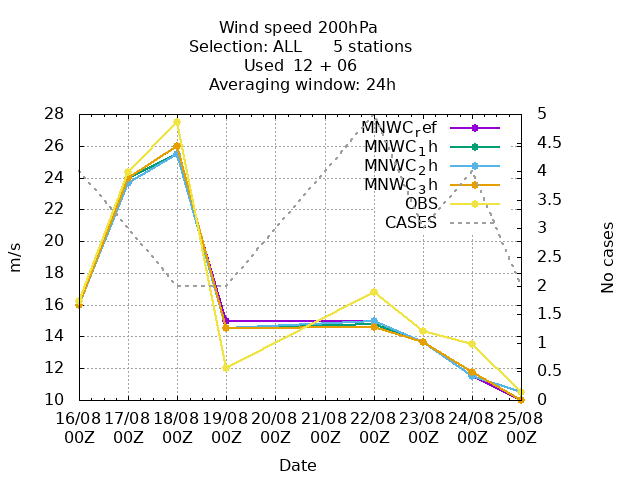 Wind speed 200hPa
Selection: ALL 5 stations
Used 12 + 06
Averaging window: 24h
28 26 24 22 20 18 16 14 12 10
m/s
5 4.5 4 3.5 3 2.5 2 1.5 1 0.5 0
No cases
MNWC_ref
MNWC_1h
MNWC_2h
MNWC_3h
OBS
CASES
16/08 17/08 18/08 19/08 20/08 21/08 22/08 23/08 24/08 25/08
00Z 00Z 00Z 00Z 00Z 00Z 00Z 00Z 00Z 00Z
Date